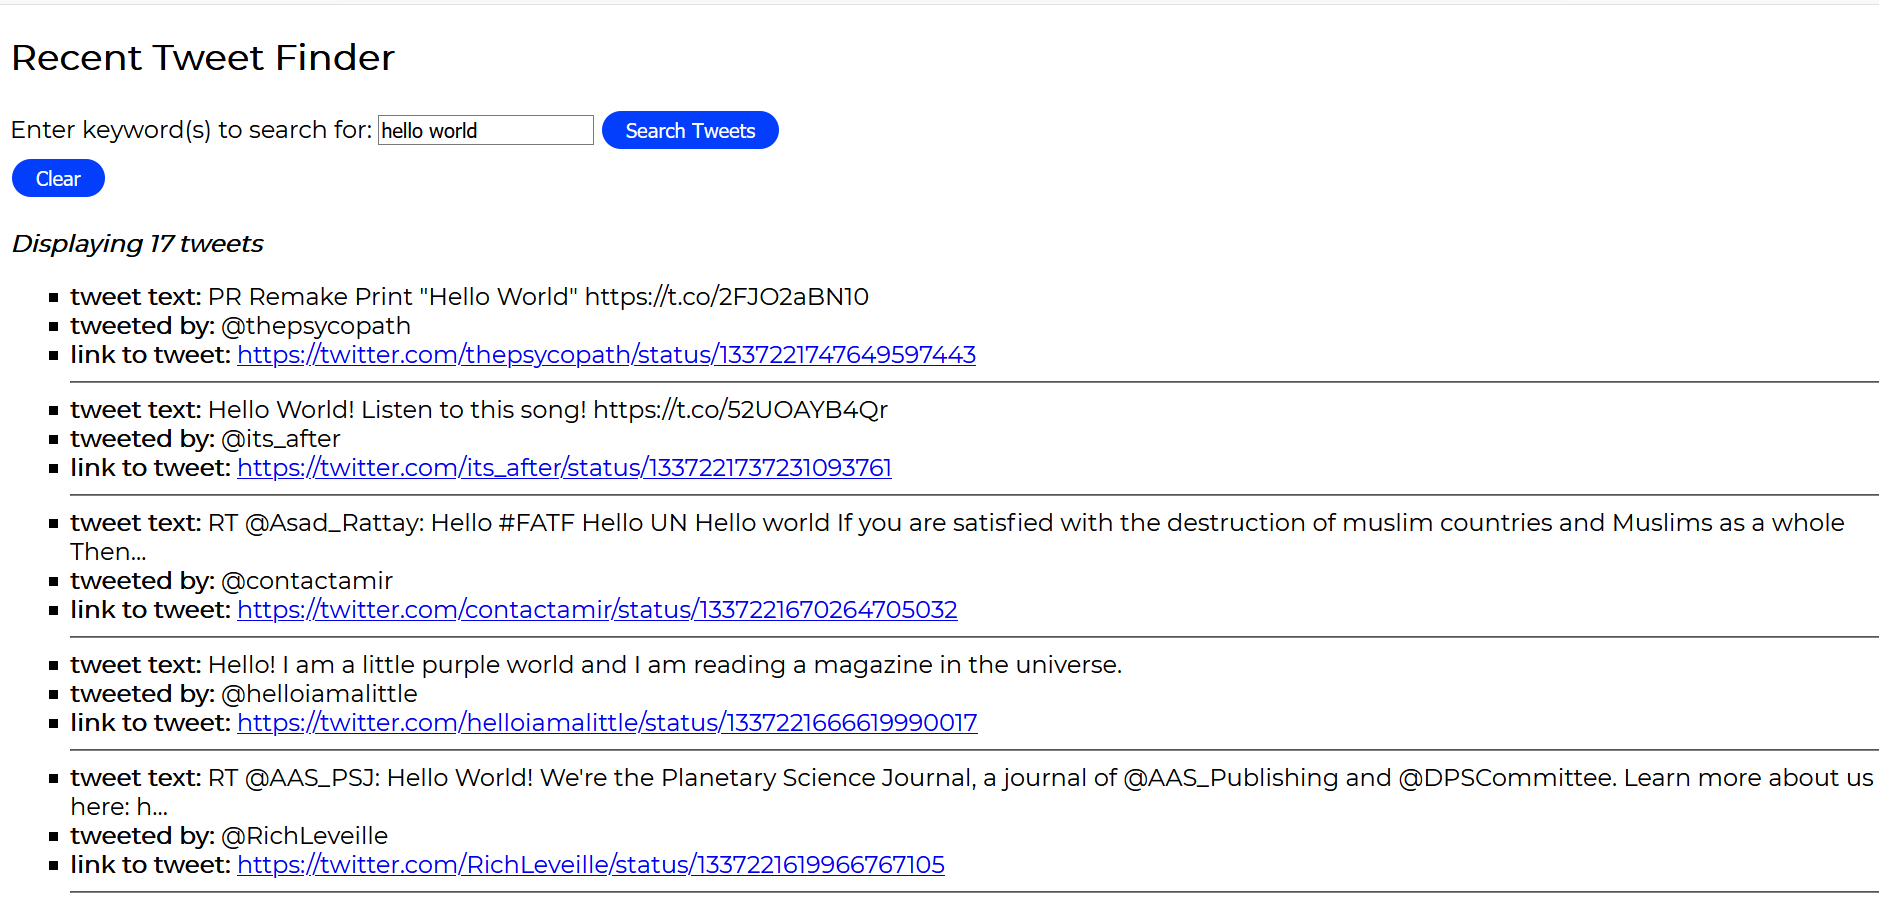 Recent Tweet Finder
Enter keyword(s) to search for: hello world Search Tweets
Clear
Displaying 17 tweets
tweet text: PR Remake Print "Hello World" https://t.co/2FJO2aBN10
tweeted by: @thepsycopath
link to tweet: https://twitter.com/thepsycopath/status/1337221747649597443
tweet text: Hello World! Listen to this song! https://t.co/52UOAYB4Qr
tweeted by: @its_after
link to tweet: https://twitter.com/its_after/status/1337221737231093761
tweet text: RT @Asad_Rattay: Hello #FATF Hello UN Hello world If you are satisfied with the destruction of muslim countries and Muslims as a whole
Then...
tweeted by: @contactamir
link to tweet: https://twitter.com/contactamir/status/1337221670264705032
tweet text: Hello! I am a little purple world and I am reading a magazine in the universe.
tweeted by: @helloiamalittle
link to tweet: https://twitter.com/helloiamalittle/status/1337221666619990017
tweet text: RT @AAS_PSJ: Hello World! We're the Planetary Science Journal, a journal of @AAS_Publishing and @DPSCommittee. Learn more about us
here: h...
tweeted by: @RichLeveille
link to tweet: https://twitter.com/RichLeveille/status/1337221619966767105